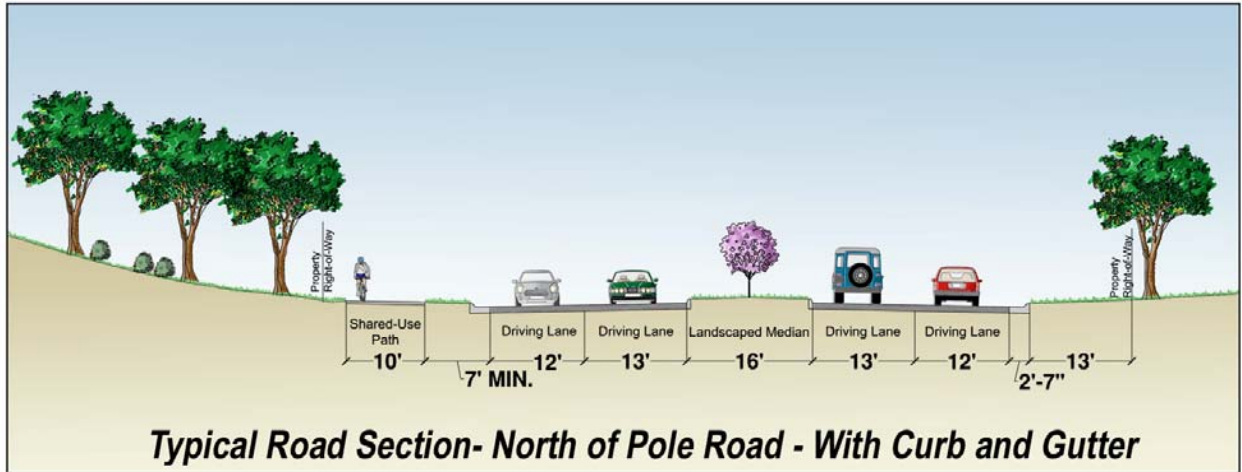 Property
Right-of-Way
Property
Right-of-Way
Shared-Use
Path
Driving Lane
Driving Lane
Landscaped Median
Driving Lane
Driving Lane
10'
7' MIN.
12'
13'
16'
13'
12'
2'-7"
13'
Typical Road Section- North of Pole Road - With Curb and Gutter